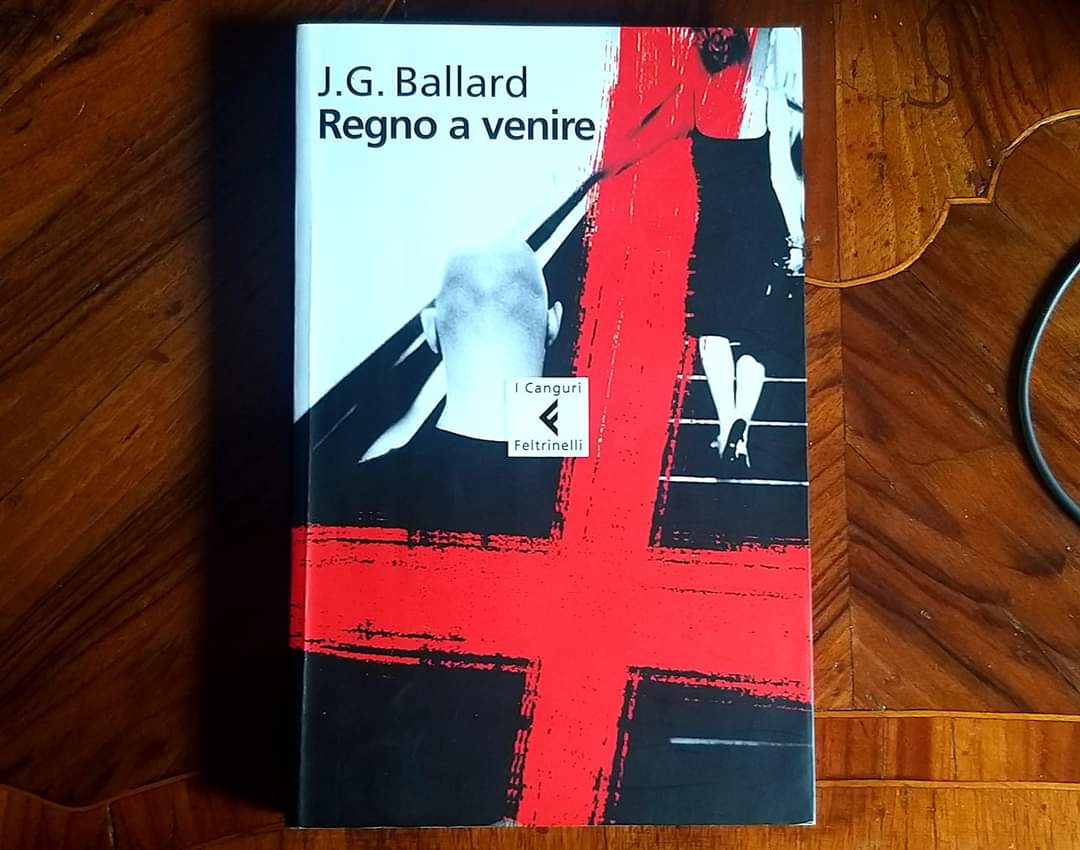 J.G. Ballard
Regno a venire
I Canguri
Feltrinelli